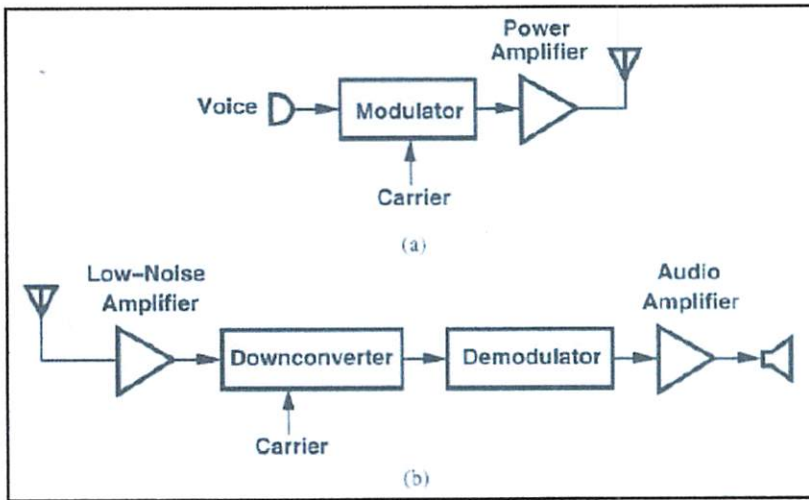 Power
Amplifier
Voice
Modulator
Carrier
(a)
Low–Noise
Amplifier
Audio
Amplifier
Downconverter
Demodulator
Carrier
(b)